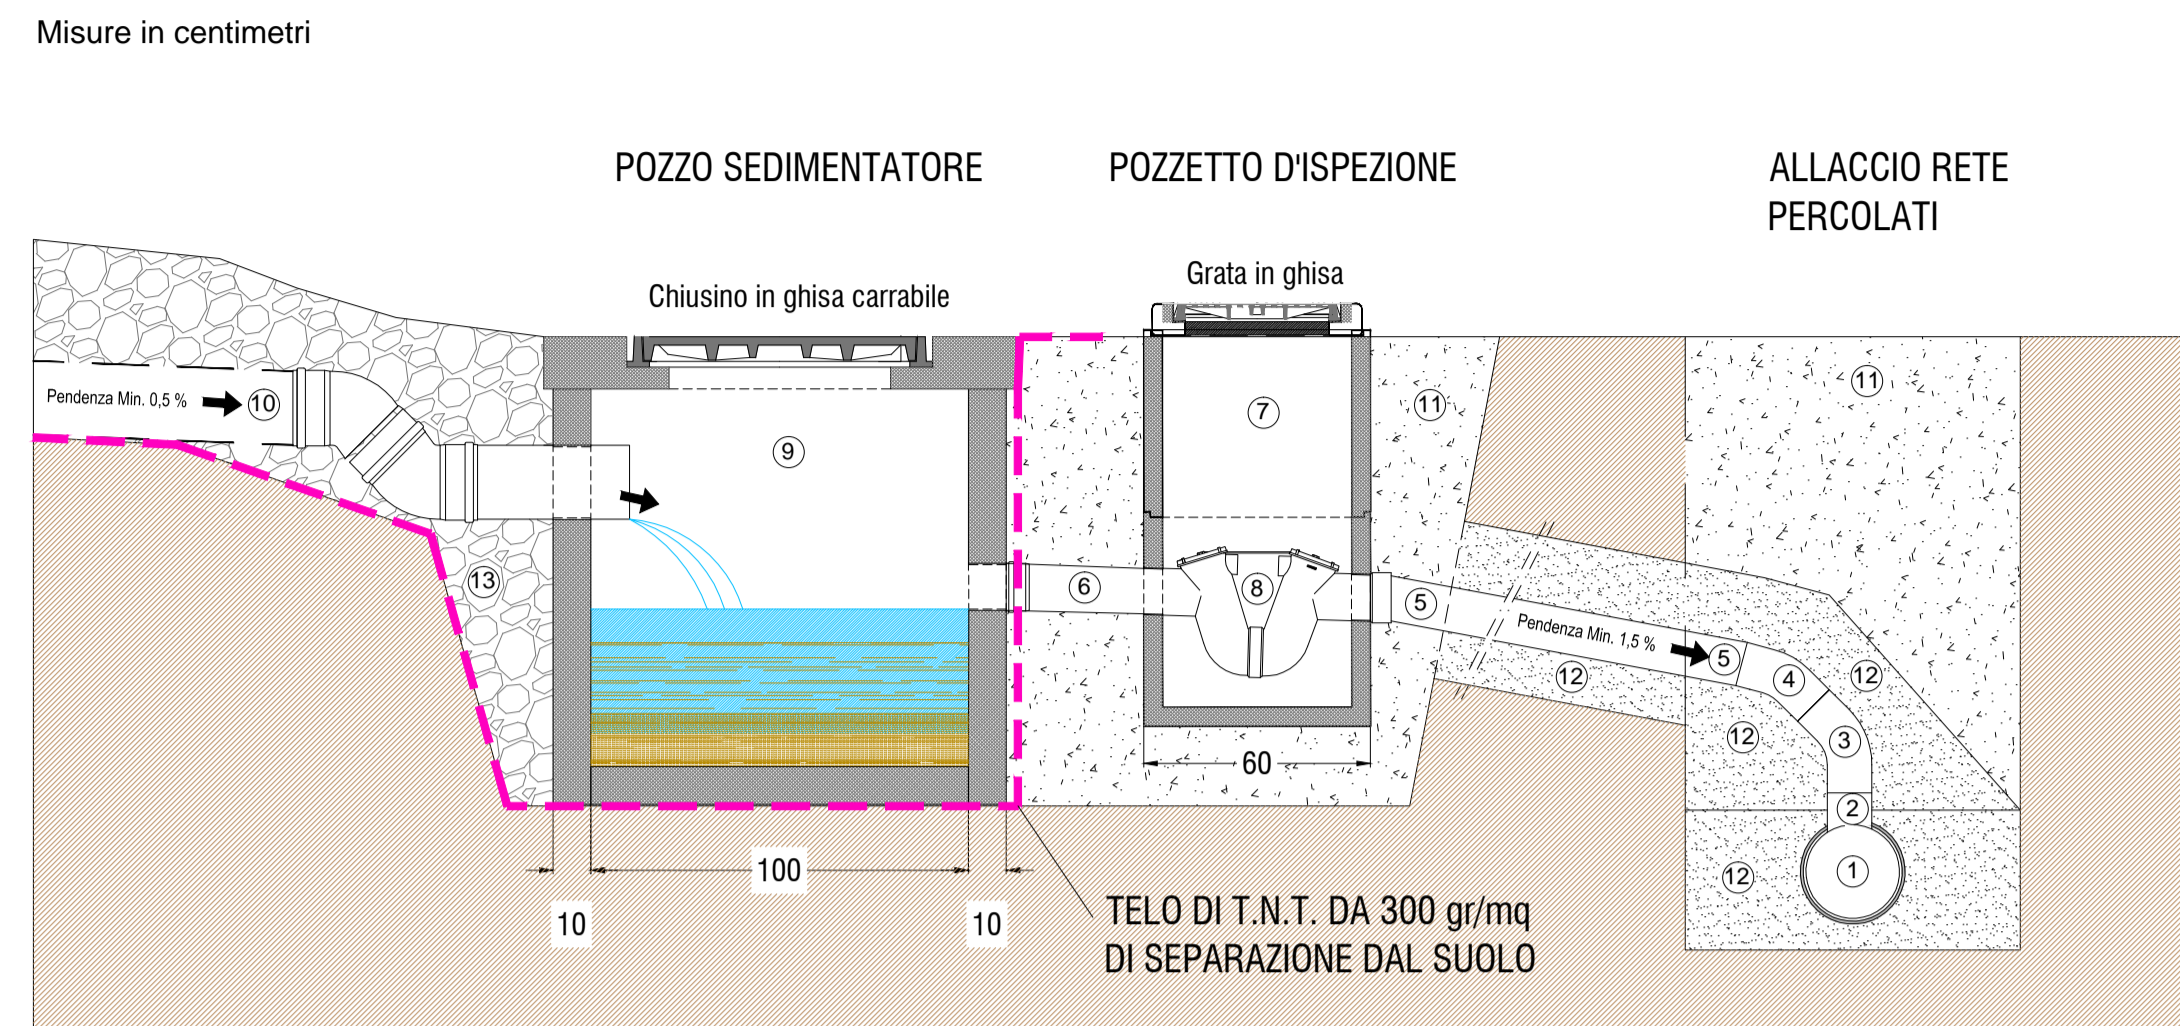 Misure in centimetri
POZZO SEDIMENTATORE
POZZETTO D'ISPEZIONE
ALLACCIO RETE
PERCOLATI
Chiusino in ghisa carrabile
Grata in ghisa
Pendenza Min. 0,5 %
10
9
7
11
11
13
6
8
5
Pendenza Min. 1,5 %
5
4
12
12
12
3
2
1
12
60
100
10
10
TELO DI T.N.T. DA 300 gr/mq
DI SEPARAZIONE DAL SUOLO